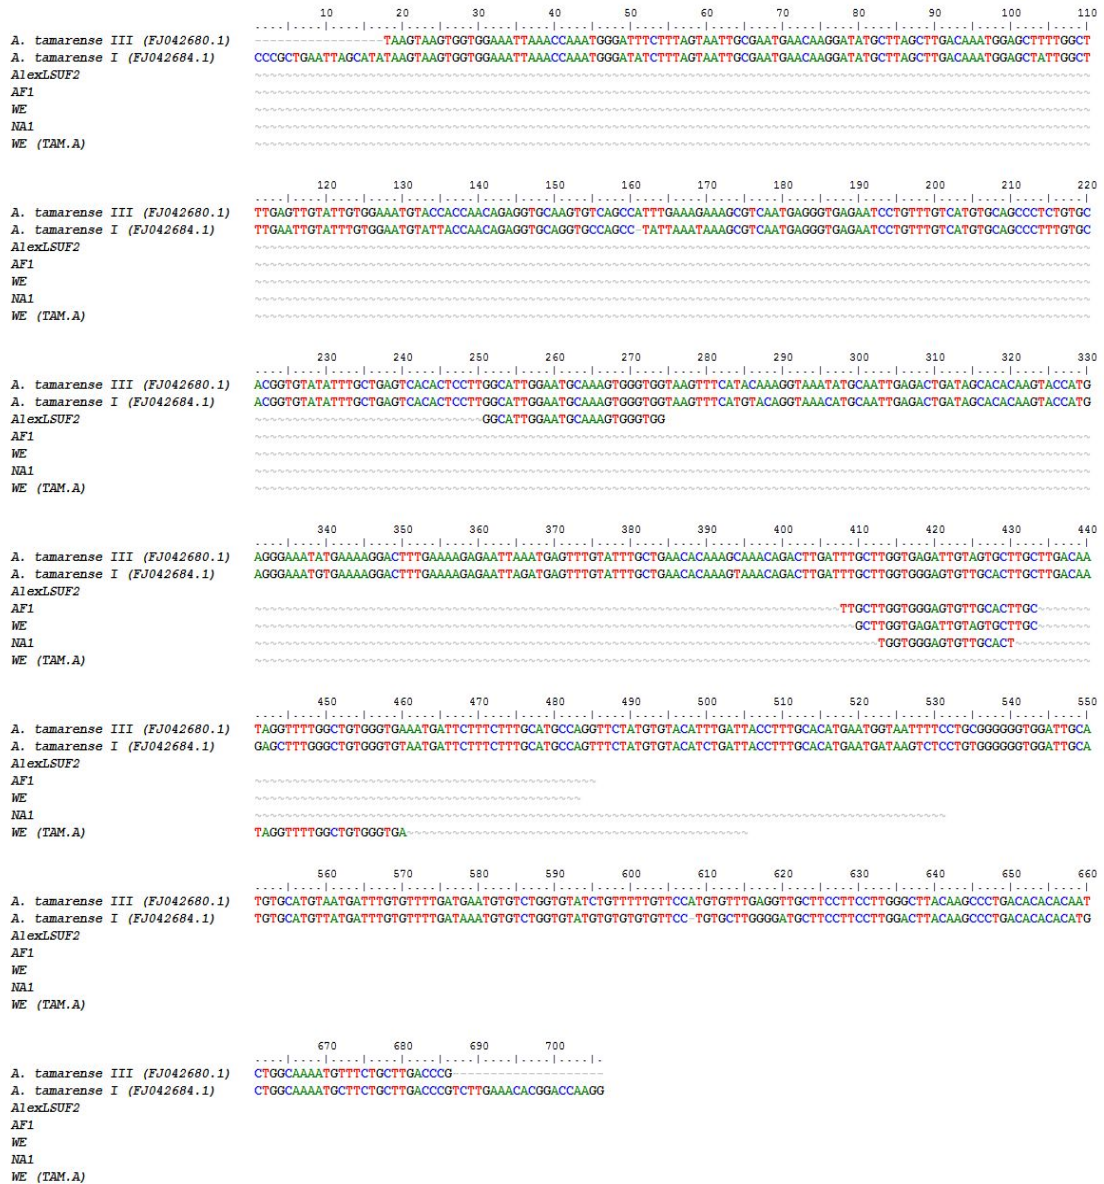 10 20 30 40 50 60 70 80 90 100 110
A. tamarense III (FJ042680.1) -----------------TAAGTAAGTGGTGGAAATTAAACCAAATGGGATTTCTTTAGTAATTGCGAATGAACAAGGATATGCTTAGCTTGACAAATGGAGCTTTTGGCT
A. tamarense I (FJ042684.1) CCCGCTGAATTAGCATATAAGTAAGTGGTGGAAATTAAACCAAATGGGATATCTTTAGTAATTGCGAATGAACAAGGATATGCTTAGCTTGACAAATGGAGCTATTGGCT
AlexLSUF2
AF1
WE
NA1
WE (TAM.A)
120 130 140 150 160 170 180 190 200 210 220
A. tamarense III (FJ042680.1) TTGAGTTGTATTGTGGAAATGTACCACCAACAGAGGTGCAAGTGTCAGCCATTTGAAAGAAAGCGTCAATGAGGGTGAGAATCCTGTTTGTCATGTGCAGCCCTCTGTGC
A. tamarense I (FJ042684.1) TTGAATTGTATTTGTGGAATGTATTACCAACAGAGGTGCAGGTGCCAGCC-TATTAAATAAAGCGTCAATGAGGGTGAGAATCCTGTTTGTCATGTGCAGCCCTTTGTGC
AlexLSUF2
AF1
WE
NA1
WE (TAM.A)
230 240 250 260 270 280 290 300 310 320 330
A. tamarense III (FJ042680.1) ACGGTGTATATTTGCTGAGTCACACTCCTTGGCATTGGAATGCAAAGTGGGTGGTAAGTTTCATACAAAGGTAAATATGCAATTGAGACTGATAGCACACAAGTACCATG
A. tamarense I (FJ042684.1) ACGGTGTATATTTGCTGAGTCACACTCCTTGGCATTGGAATGCAAAGTGGGTGGTAAGTTTCATGTACAGGTAAACATGCAATTGAGACTGATAGCACACAAGTACCATG
AlexLSUF2 GGCATTGGAATGCAAAGTGGGTGG
AF1
WE
NA1
WE (TAM.A)
340 350 360 370 380 390 400 410 420 430 440
A. tamarense III (FJ042680.1) AGGGAAATATGAAAAGGACTTTGAAAAGAGAATTAAATGAGTTTGTATTTGCTGAACACAAAGCAAACAGACTTGATTTGCTTGGTGAGATTGTAGTGCTTGCTTGACAA
A. tamarense I (FJ042684.1) AGGGAAATGTGAAAAGGACTTTGAAAAGAGAATTAGATGAGTTTGTATTTGCTGAACACAAAGTAAACAGACTTGATTTGCTTGGTGGGAGTGTTGCACTTGCTTGACAA
AlexLSUF2
AF1 TTGCTTGGTGGGAGTGTTGCACTTGC
WE GCTTGGTGAGATTGTAGTGCTTGC
NA1 TGGTGGGAGTGTTGCACT
WE (TAM.A)
450 460 470 480 490 500 510 520 530 540 550
A. tamarense III (FJ042680.1) TAGGTTTTGGCTGTGGGTGAAATGATTCTTTCTTTGCATGCCAGGTTCTATGTGTACATTTGATTACCTTTGCACATGAATGGTAATTTTCCTGCGGGGGGTGGATTGCA
A. tamarense I (FJ042684.1) GAGCTTTGGGCTGTGGGTGTAATGATTCTTTCTTTGCATGCCAGTTTCTATGTGTACATCTGATTACCTTTGCACATGAATGATAAGTCTCCTGTGGGGGGTGGATTGCA
AlexLSUF2
AF1
WE
NA1
WE (TAM.A) TAGGTTTTGGCTGTGGGTGA
560 570 580 590 600 610 620 630 640 650 660
A. tamarense III (FJ042680.1) TGTGCATGTAATGATTTGTGTTTTGATGAATGTGTCTGGTGTATCTGTTTTTGTTCCATGTGTTTGAGGTTGCTTCCTTCCTTGGGCTTACAAGCCCTGACACACACAAT
A. tamarense I (FJ042684.1) TGTGCATGTTATGATTTGTGTTTTGATAAATGTGTCTGGTGTATGTGTGTGTGTTCC-TGTGCTTGGGGATGCTTCCTTCCTTGGACTTACAAGCCCTGACACACACATG
AlexLSUF2
AF1
WE
NA1
WE (TAM.A)
670 680 690 700
A. tamarense III (FJ042680.1) CTGGCAAAATGTTTCTGCTTGACCCG--------------------
A. tamarense I (FJ042684.1) CTGGCAAAATGCTTCTGCTTGACCCGTCTTGAAACACGGACCAAGG
AlexLSUF2
AF1
WE
NA1
WE (TAM.A)